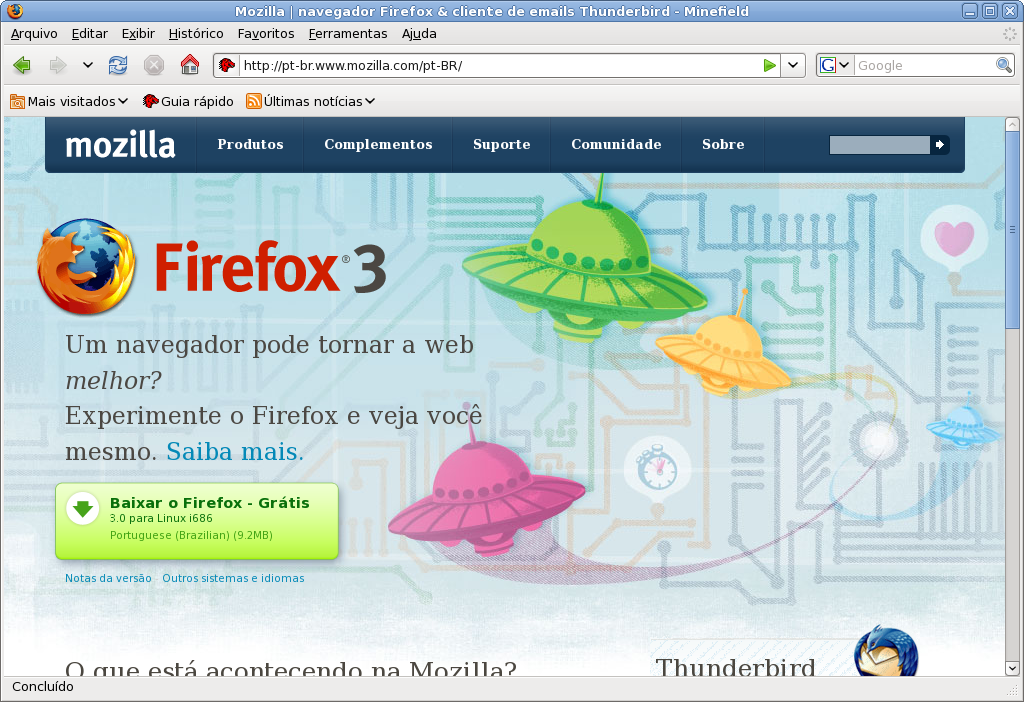 Mozilla | navegador Firefox & cliente de emails Thunderbird - Minefield
Arquivo Editar Exibir Histórico Favoritos Ferramentas Ajuda
http://pt-br.www.mozilla.com/pt-BR/ G Google
Mais visitados Guia rápido Últimas notícias
mozilla Produtos Complementos Suporte Comunidade Sobre
Firefox® 3
Um navegador pode tornar a web
melhor?
Experimente o Firefox e veja você
mesmo. Saiba mais.
Baixar o Firefox - Grátis
3.0 para Linux i686
Portuguese (Brazilian) (9.2MB)
Notas da versão · Outros sistemas e idiomas
O que está acontecendo na Mozilla?
Thunderbird
Concluído